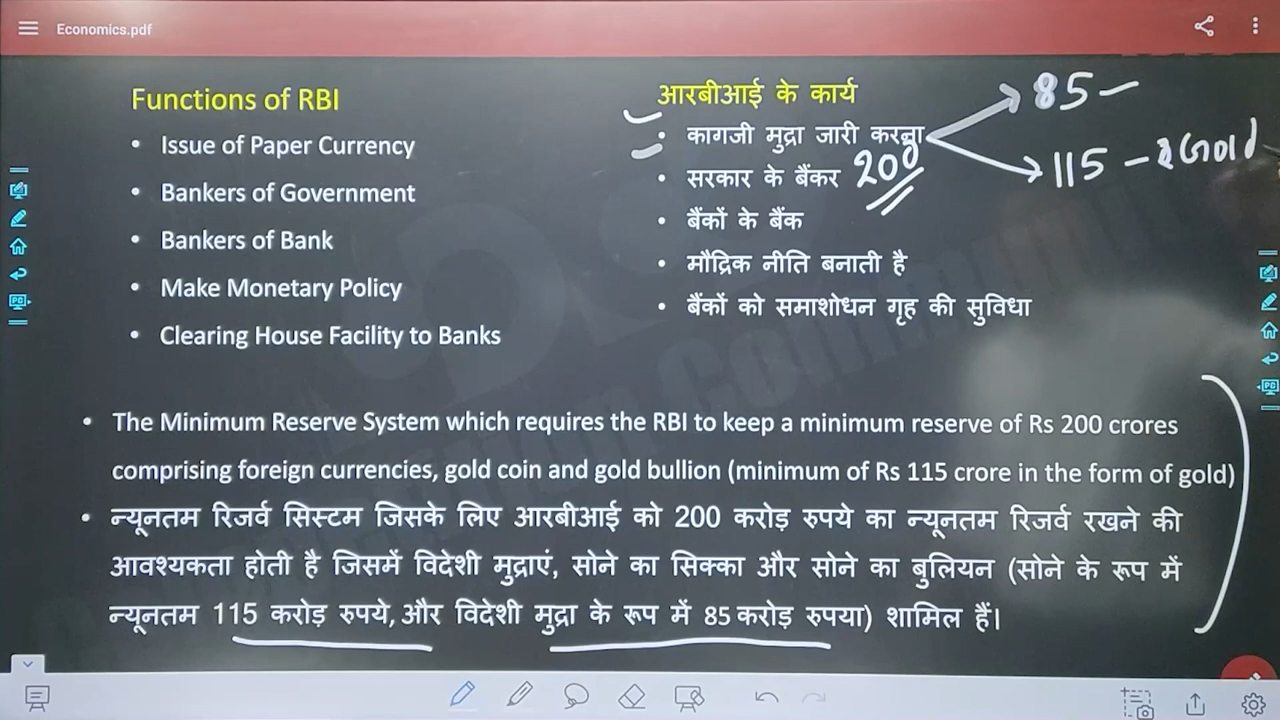 Economics.pdf
Functions of RBI
• Issue of Paper Currency
• Bankers of Government
• Bankers of Bank
• Make Monetary Policy
• Clearing House Facility to Banks
आरबीआई के कार्य
• कागजी मुद्रा जारी करना
• सरकार के बैंकर
• बैंकों के बैंक
• मौद्रिक नीति बनाती है
• बैंकों को समाशोधन गृह की सुविधा
200
85 –
115 – Gold
• The Minimum Reserve System which requires the RBI to keep a minimum reserve of Rs 200 crores
comprising foreign currencies, gold coin and gold bullion (minimum of Rs 115 crore in the form of gold)
• न्यूनतम रिजर्व सिस्टम जिसके लिए आरबीआई को 200 करोड़ रुपये का न्यूनतम रिजर्व रखने की
आवश्यकता होती है जिसमें विदेशी मुद्राएं, सोने का सिक्का और सोने का बुलियन (सोने के रूप में
न्यूनतम 115 करोड़ रुपये, और विदेशी मुद्रा के रूप में 85 करोड़ रुपया) शामिल हैं।